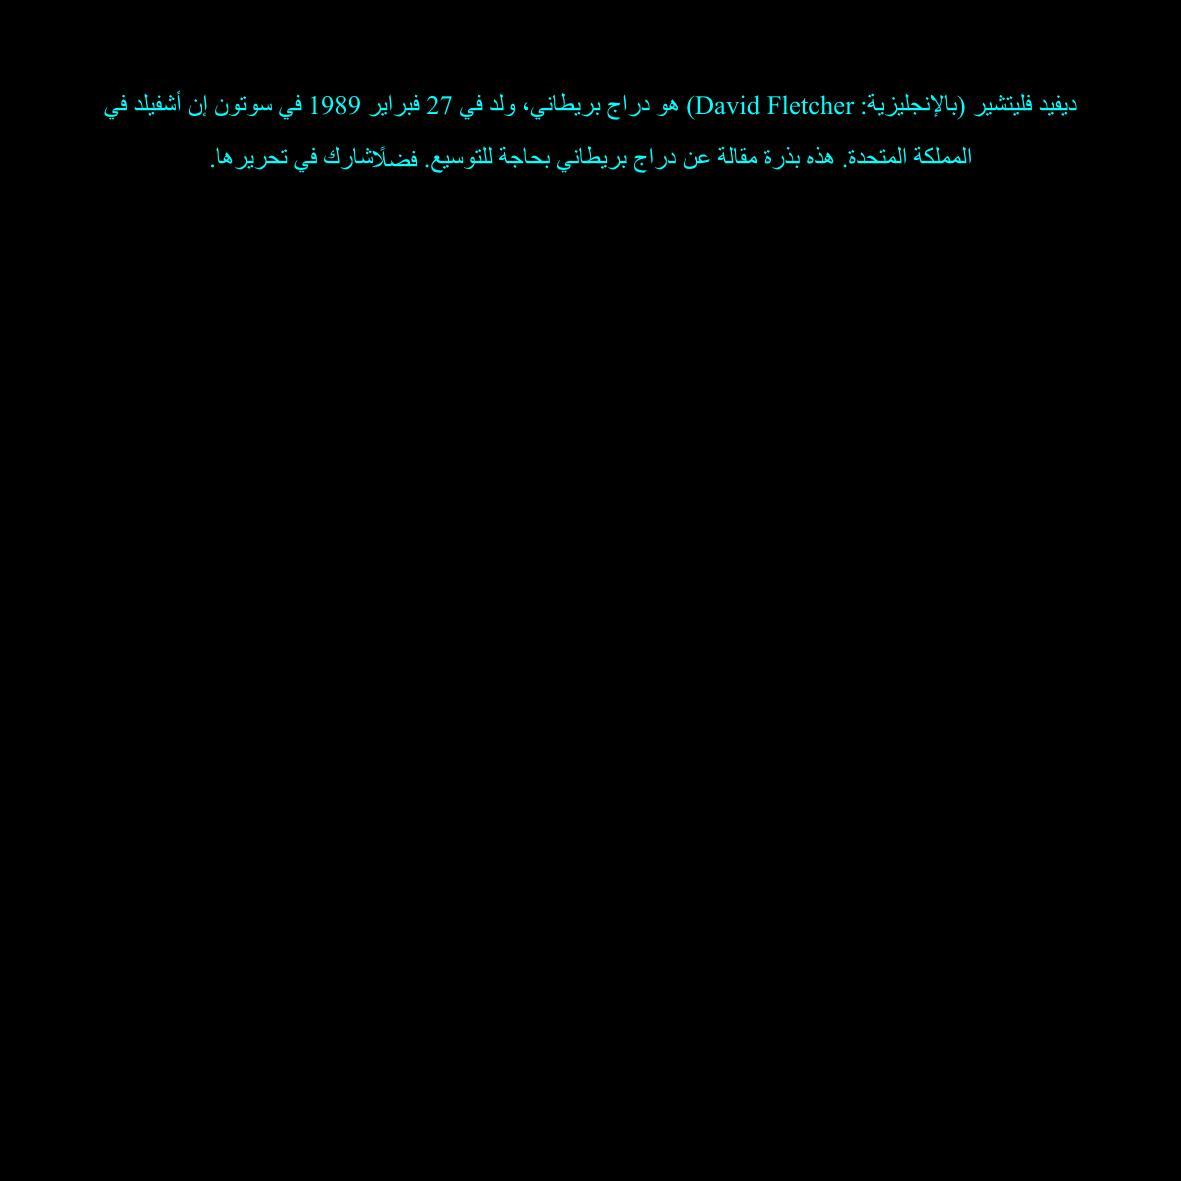 ديفيد فليتشير (بالإنجليزية: David Fletcher) هو دراج بريطاني، ولد في 27 فبراير 1989 في سوتون إن أشفيلد في
المملكة المتحدة. هذه بذرة مقالة عن دراج بريطاني بحاجة للتوسيع. فضلًاشارك في تحريرها.